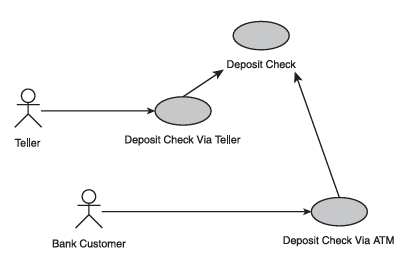 Deposit Check
Deposit Check Via Teller
Teller
Bank Customer
Deposit Check Via ATM